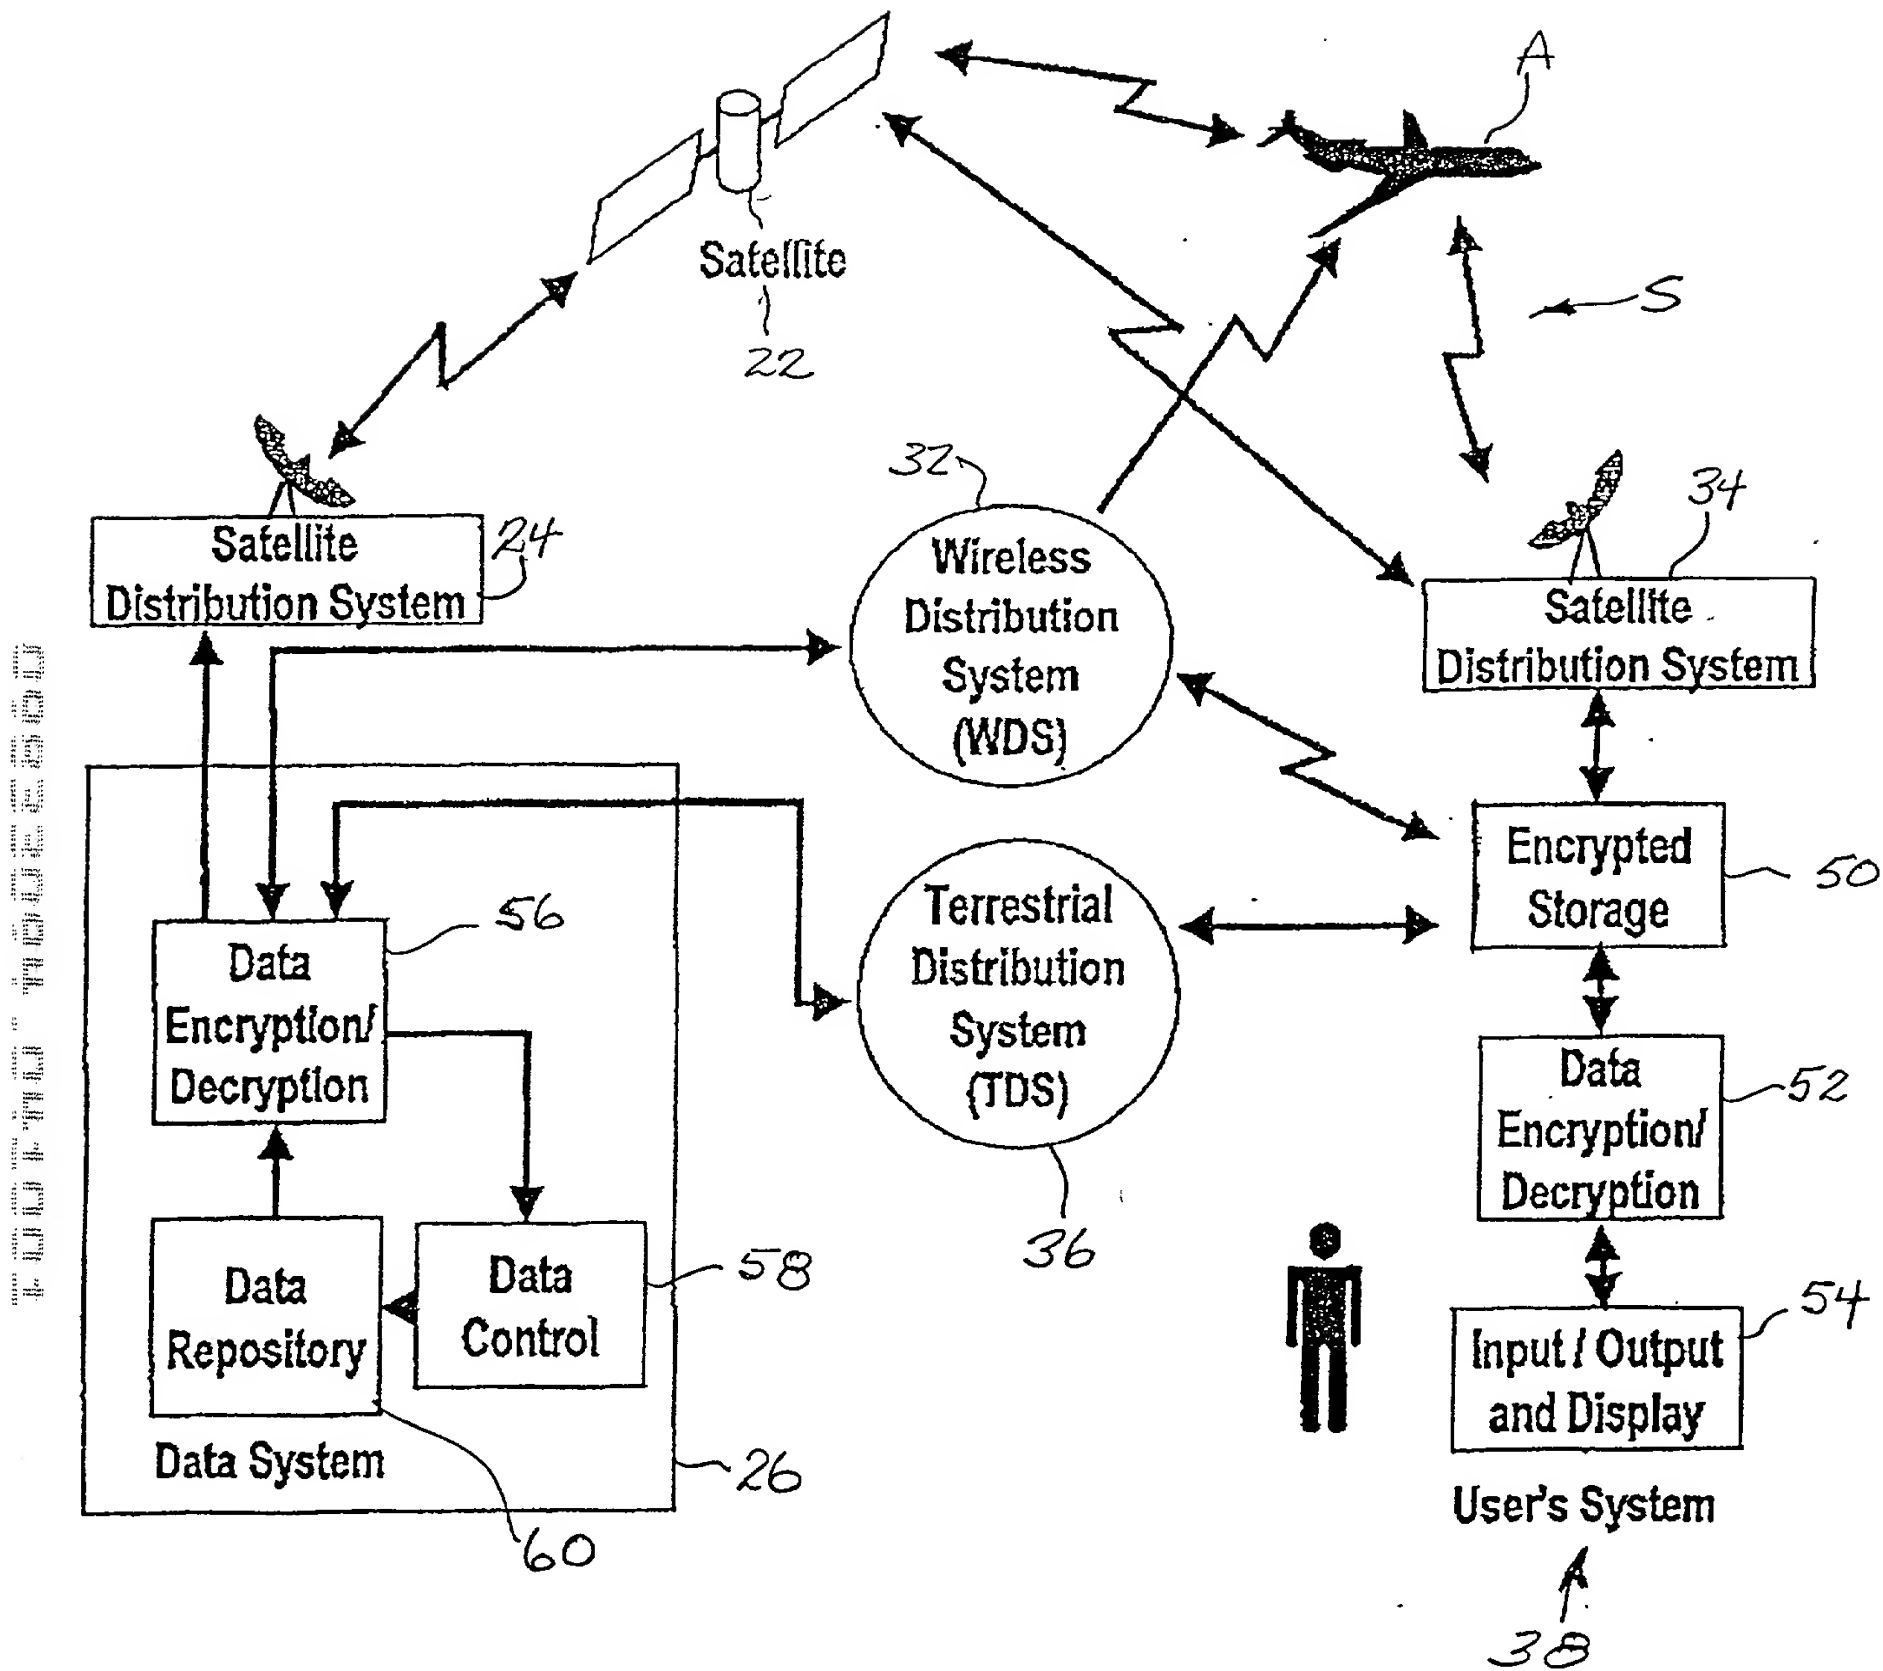 A
Satellite
22
S
32
34
24
Satellite
Distribution System
Wireless
Distribution
System
(WDS)
Satellite
Distribution System
Encrypted
Storage
50
56
Data
Encryption/
Decryption
Terrestrial
Distribution
System
(TDS)
36
Data
Encryption/
Decryption
52
Data
Repository
Data
Control
58
54
Input / Output
and Display
Data System
26
60
User's System
38